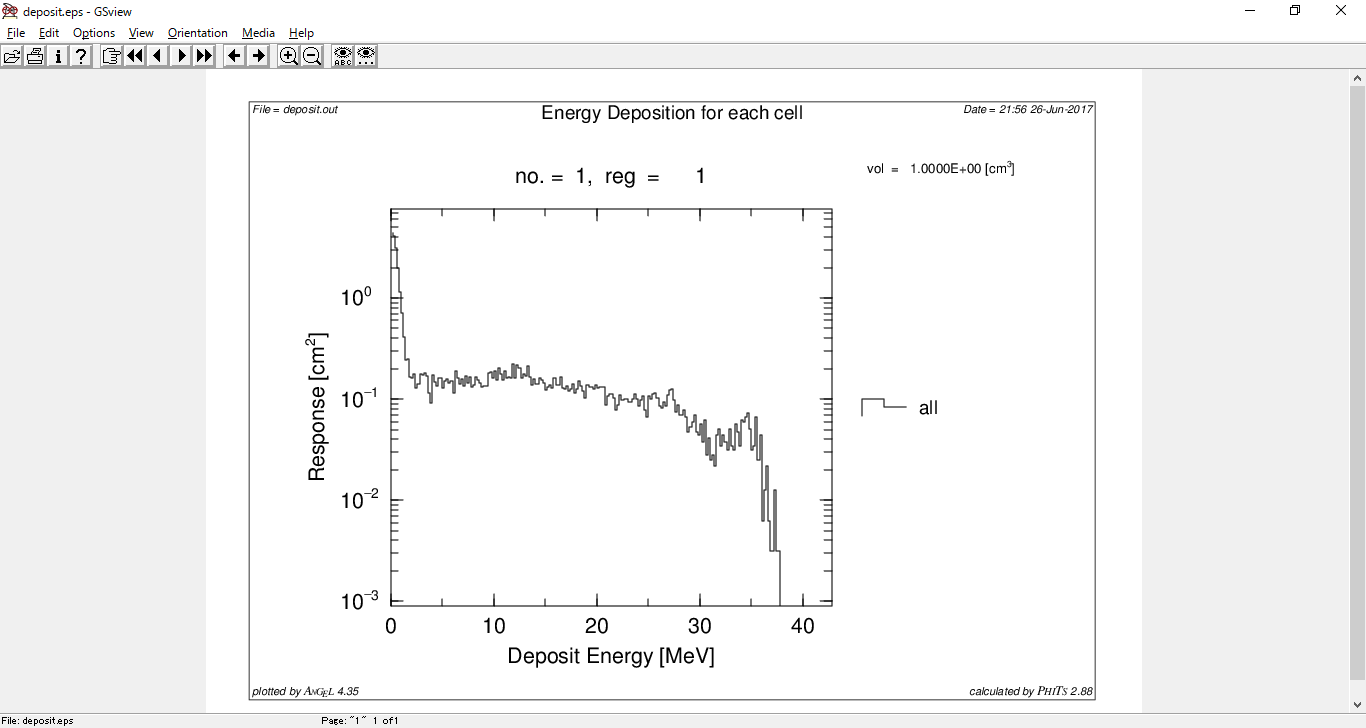 deposit.eps - GSview
File Edit Options View Orientation Media Help
i ? ABC
File = deposit.out
Energy Deposition for each cell
Date = 21:56 26-Jun-2017
no. = 1, reg = 1
vol = 1.0000E+00 [cm³]
10⁰
10⁻¹
10⁻²
10⁻³
Response [cm²]
all
0 10 20 30 40
Deposit Energy [MeV]
plotted by ANGEL 4.35
calculated by PHITS 2.88
File: deposit.eps
Page: "1" 1 of 1